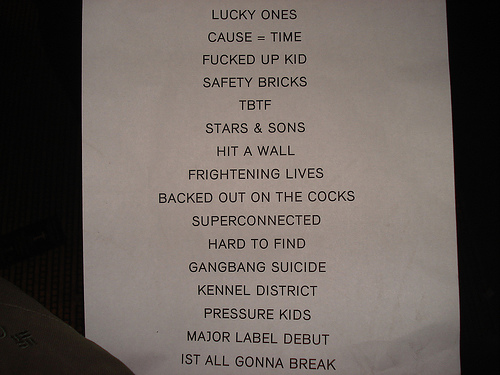 LUCKY ONES
CAUSE = TIME
FUCKED UP KID
SAFETY BRICKS
TBTF
STARS & SONS
HIT A WALL
FRIGHTENING LIVES
BACKED OUT ON THE COCKS
SUPERCONNECTED
HARD TO FIND
GANGBANG SUICIDE
KENNEL DISTRICT
PRESSURE KIDS
MAJOR LABEL DEBUT
IST ALL GONNA BREAK